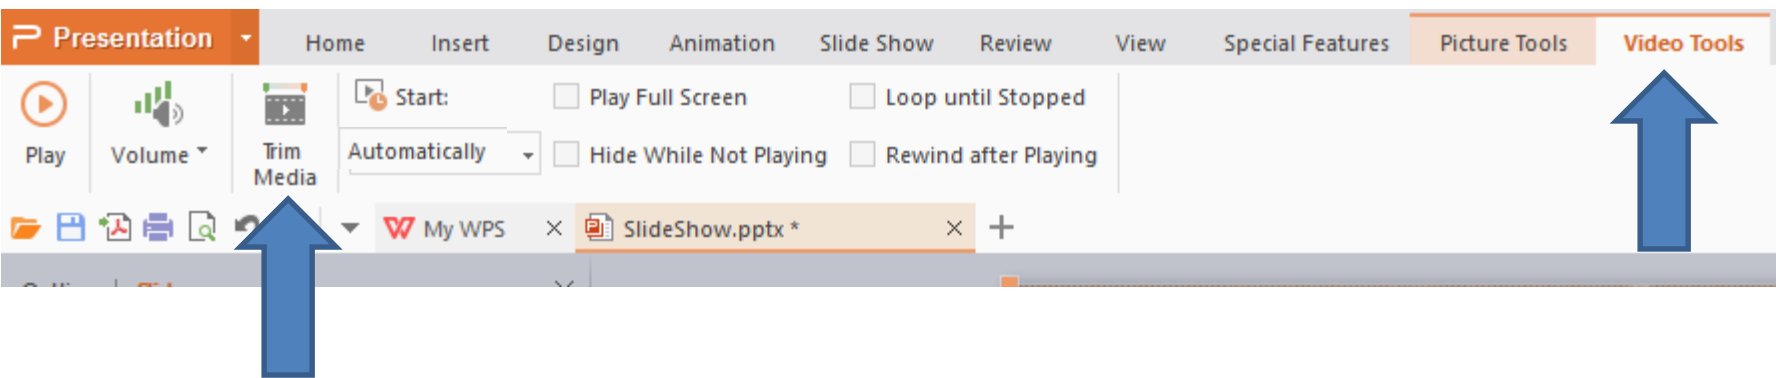 Presentation Home Insert Design Animation Slide Show Review View Special Features Picture Tools Video Tools
Start: Play Full Screen Loop until Stopped
Play Volume Trim Media Automatically Hide While Not Playing Rewind after Playing
My WPS SlideShow.pptx *